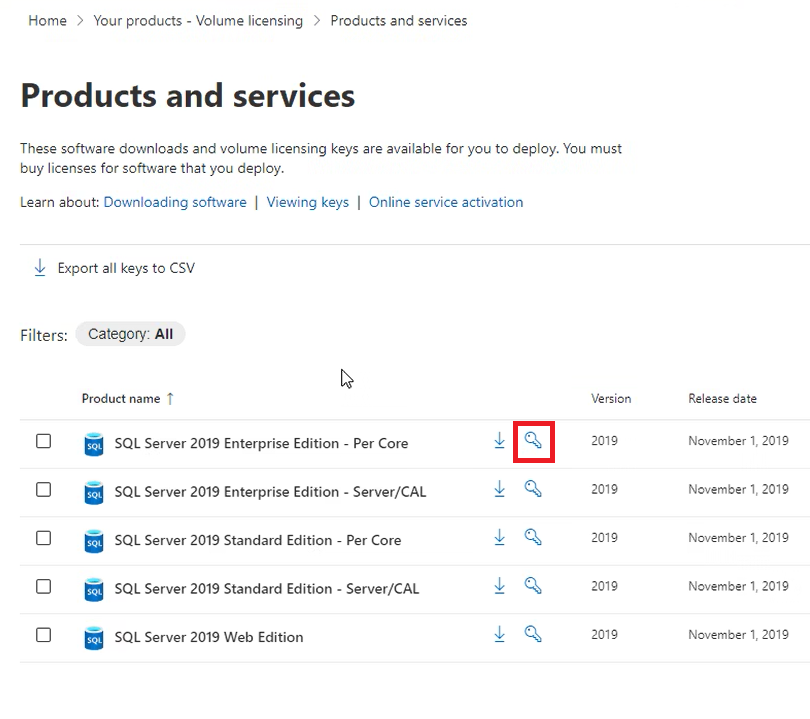 Home > Your products - Volume licensing > Products and services
Products and services
These software downloads and volume licensing keys are available for you to deploy. You must
buy licenses for software that you deploy.
Learn about: Downloading software | Viewing keys | Online service activation
Export all keys to CSV
Filters: Category: All
Product name ↑ Version Release date
SQL SQL Server 2019 Enterprise Edition - Per Core 2019 November 1, 2019
SQL SQL Server 2019 Enterprise Edition - Server/CAL 2019 November 1, 2019
SQL SQL Server 2019 Standard Edition - Per Core 2019 November 1, 2019
SQL SQL Server 2019 Standard Edition - Server/CAL 2019 November 1, 2019
SQL SQL Server 2019 Web Edition 2019 November 1, 2019